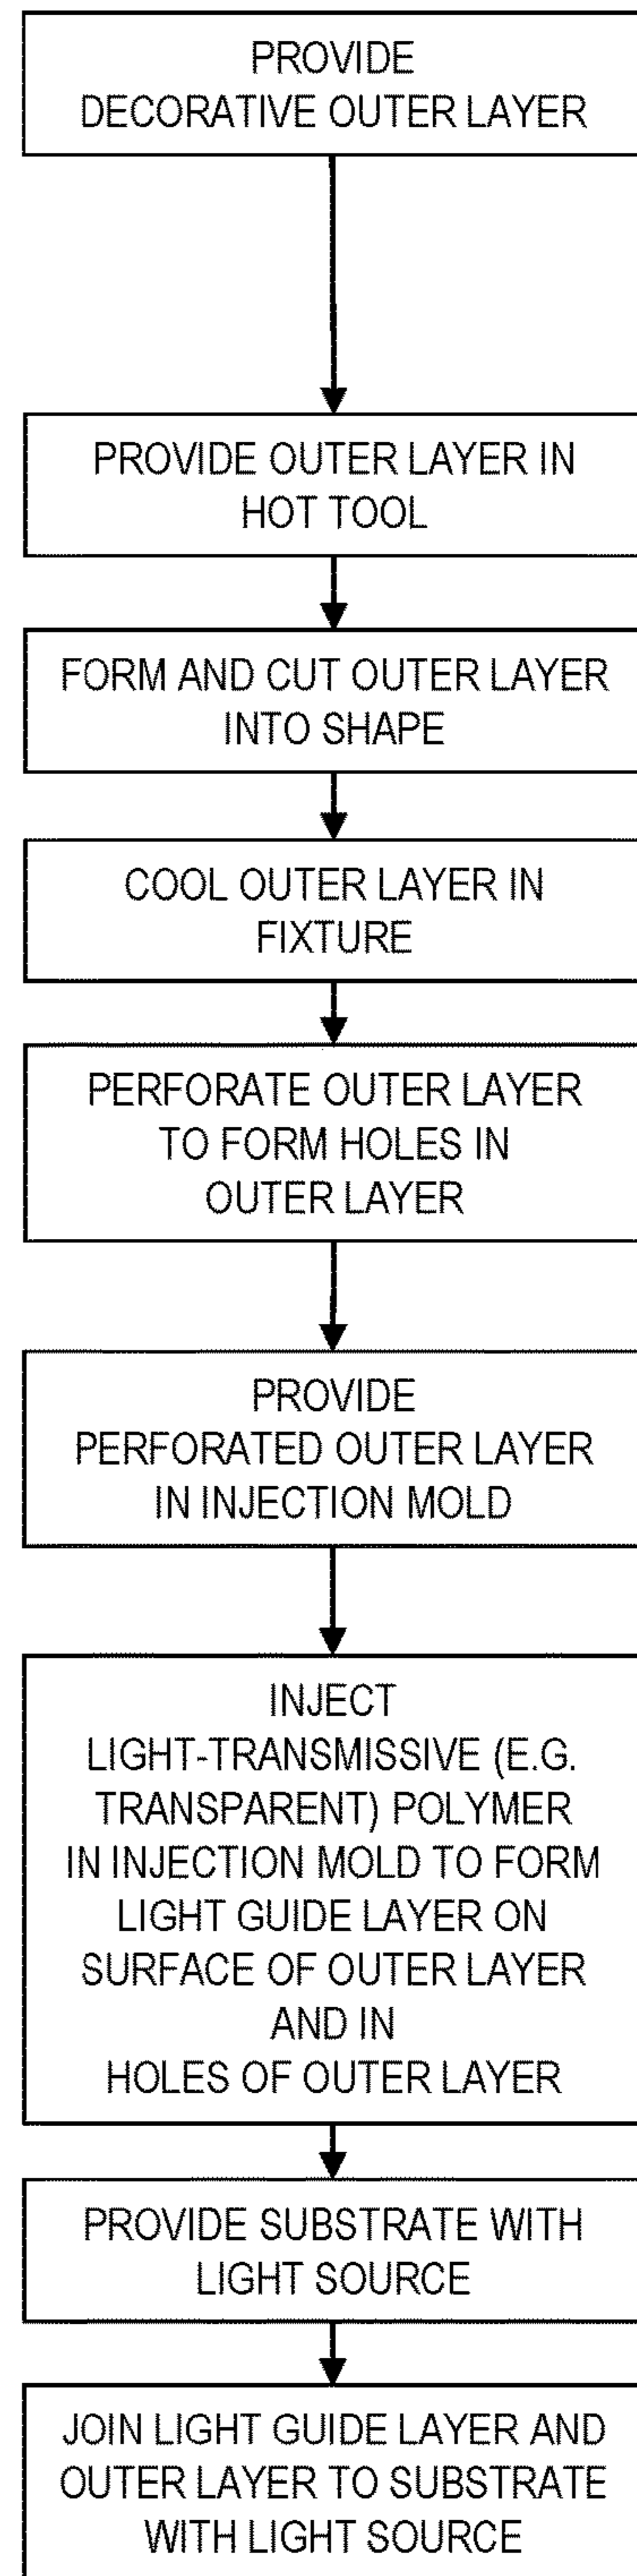 PROVIDE
DECORATIVE OUTER LAYER
PROVIDE OUTER LAYER IN
HOT TOOL
FORM AND CUT OUTER LAYER
INTO SHAPE
COOL OUTER LAYER IN
FIXTURE
PERFORATE OUTER LAYER
TO FORM HOLES IN
OUTER LAYER
PROVIDE
PERFORATED OUTER LAYER
IN INJECTION MOLD
INJECT
LIGHT-TRANSMISSIVE (E.G.
TRANSPARENT) POLYMER
IN INJECTION MOLD TO FORM
LIGHT GUIDE LAYER ON
SURFACE OF OUTER LAYER
AND IN
HOLES OF OUTER LAYER
PROVIDE SUBSTRATE WITH
LIGHT SOURCE
JOIN LIGHT GUIDE LAYER AND
OUTER LAYER TO SUBSTRATE
WITH LIGHT SOURCE